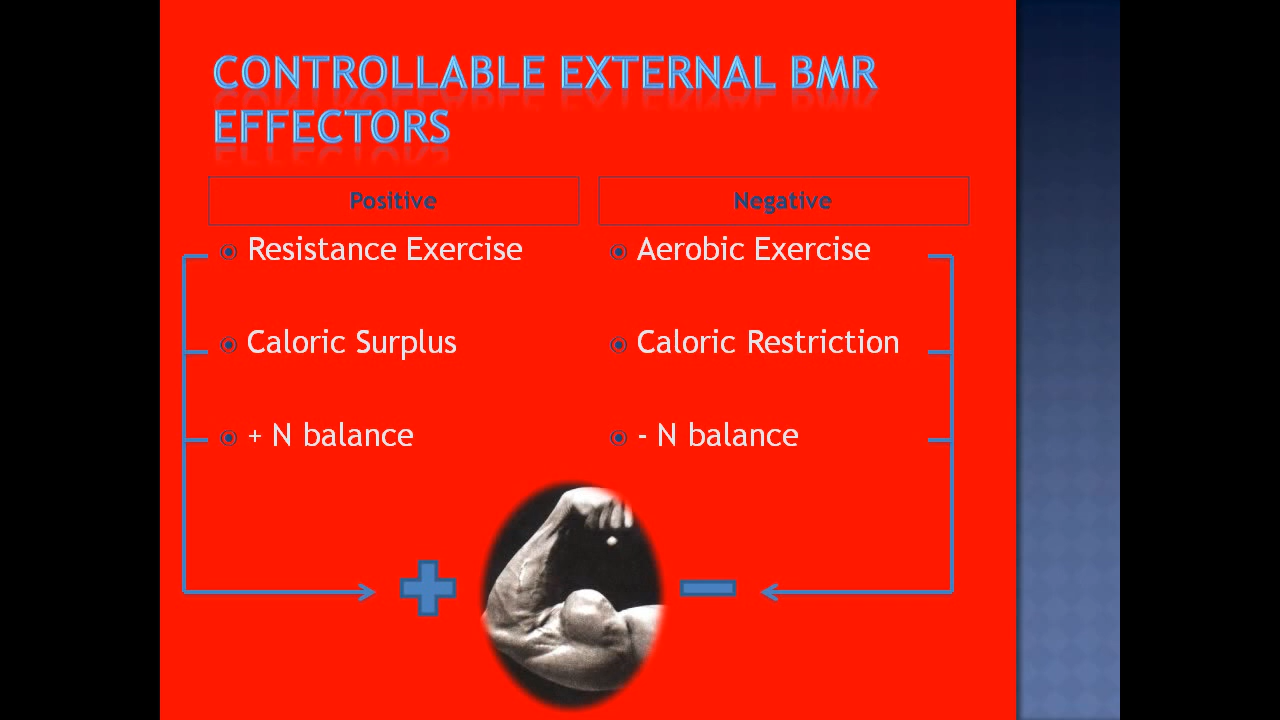 CONTROLLABLE EXTERNAL BMR
EFFECTORS
Positive
Resistance Exercise
Caloric Surplus
+ N balance
Negative
Aerobic Exercise
Caloric Restriction
- N balance